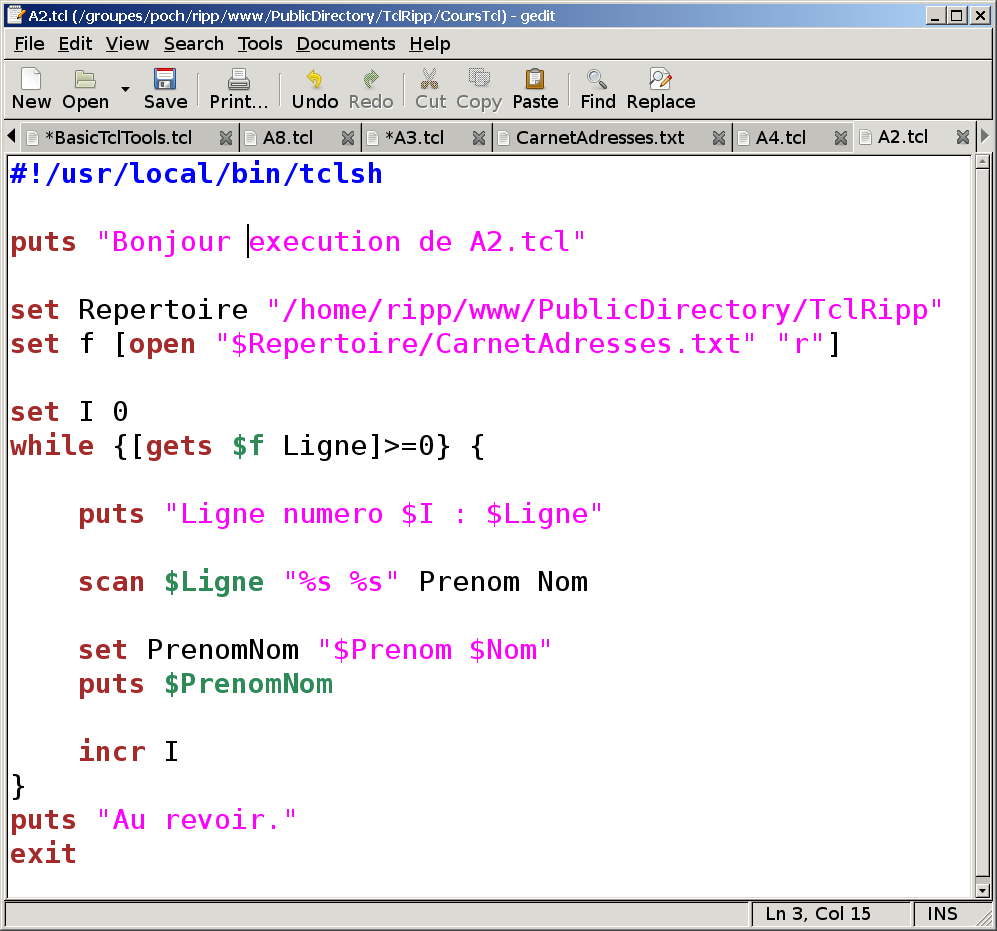 A2.tcl (/groupes/poch/ripp/www/PublicDirectory/TclRipp/CoursTcl) - gedit
File Edit View Search Tools Documents Help
New Open Save Print... Undo Redo Cut Copy Paste Find Replace
*BasicTclTools.tcl A8.tcl *A3.tcl CarnetAdresses.txt A4.tcl A2.tcl
#!/usr/local/bin/tclsh
puts "Bonjour execution de A2.tcl"
set Repertoire "/home/ripp/www/PublicDirectory/TclRipp"
set f [open "$Repertoire/CarnetAdresses.txt" "r"]
set I 0
while {[gets $f Ligne]>=0} {
    puts "Ligne numero $I : $Ligne"
    scan $Ligne "%s %s" Prenom Nom
    set PrenomNom "$Prenom $Nom"
    puts $PrenomNom
    incr I
}
puts "Au revoir."
exit
Ln 3, Col 15 INS